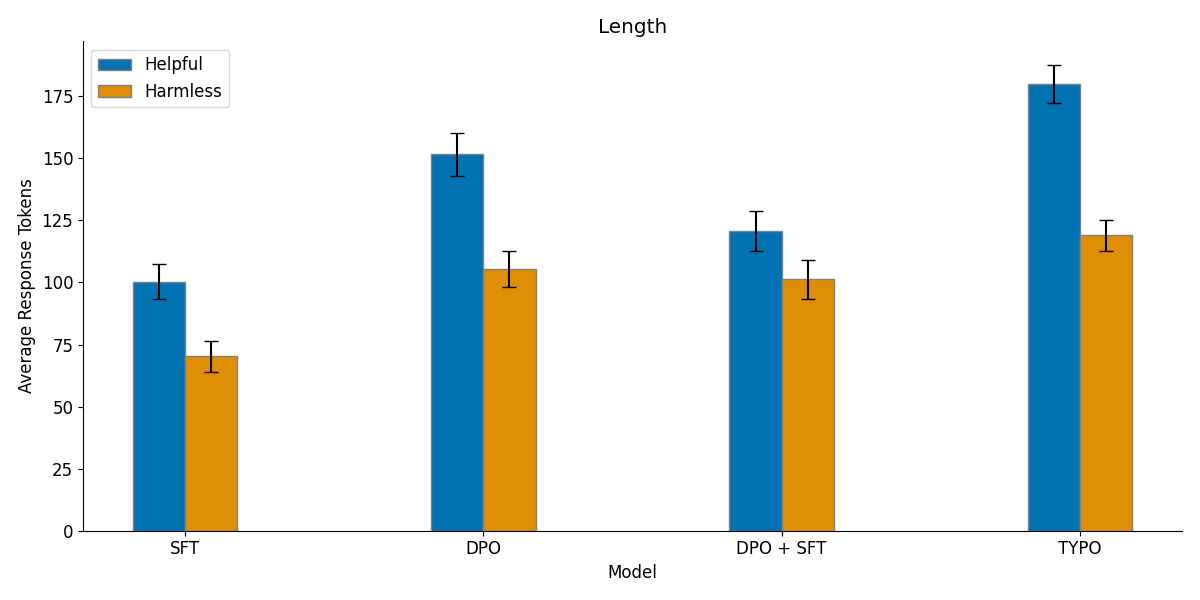 Length
Helpful
Harmless
Average Response Tokens
175
150
125
100
75
50
25
0
SFT
DPO
DPO + SFT
TYPO
Model